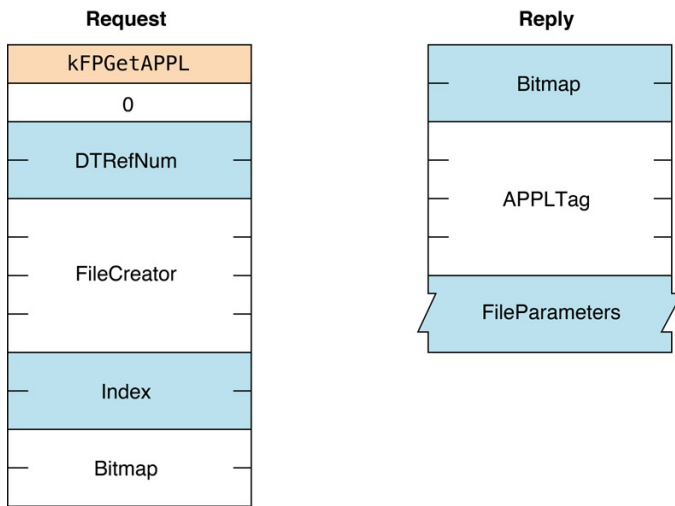 Request
kFPGetAPPL
0
DTRefNum
FileCreator
Index
Bitmap
Reply
Bitmap
APPLTag
FileParameters